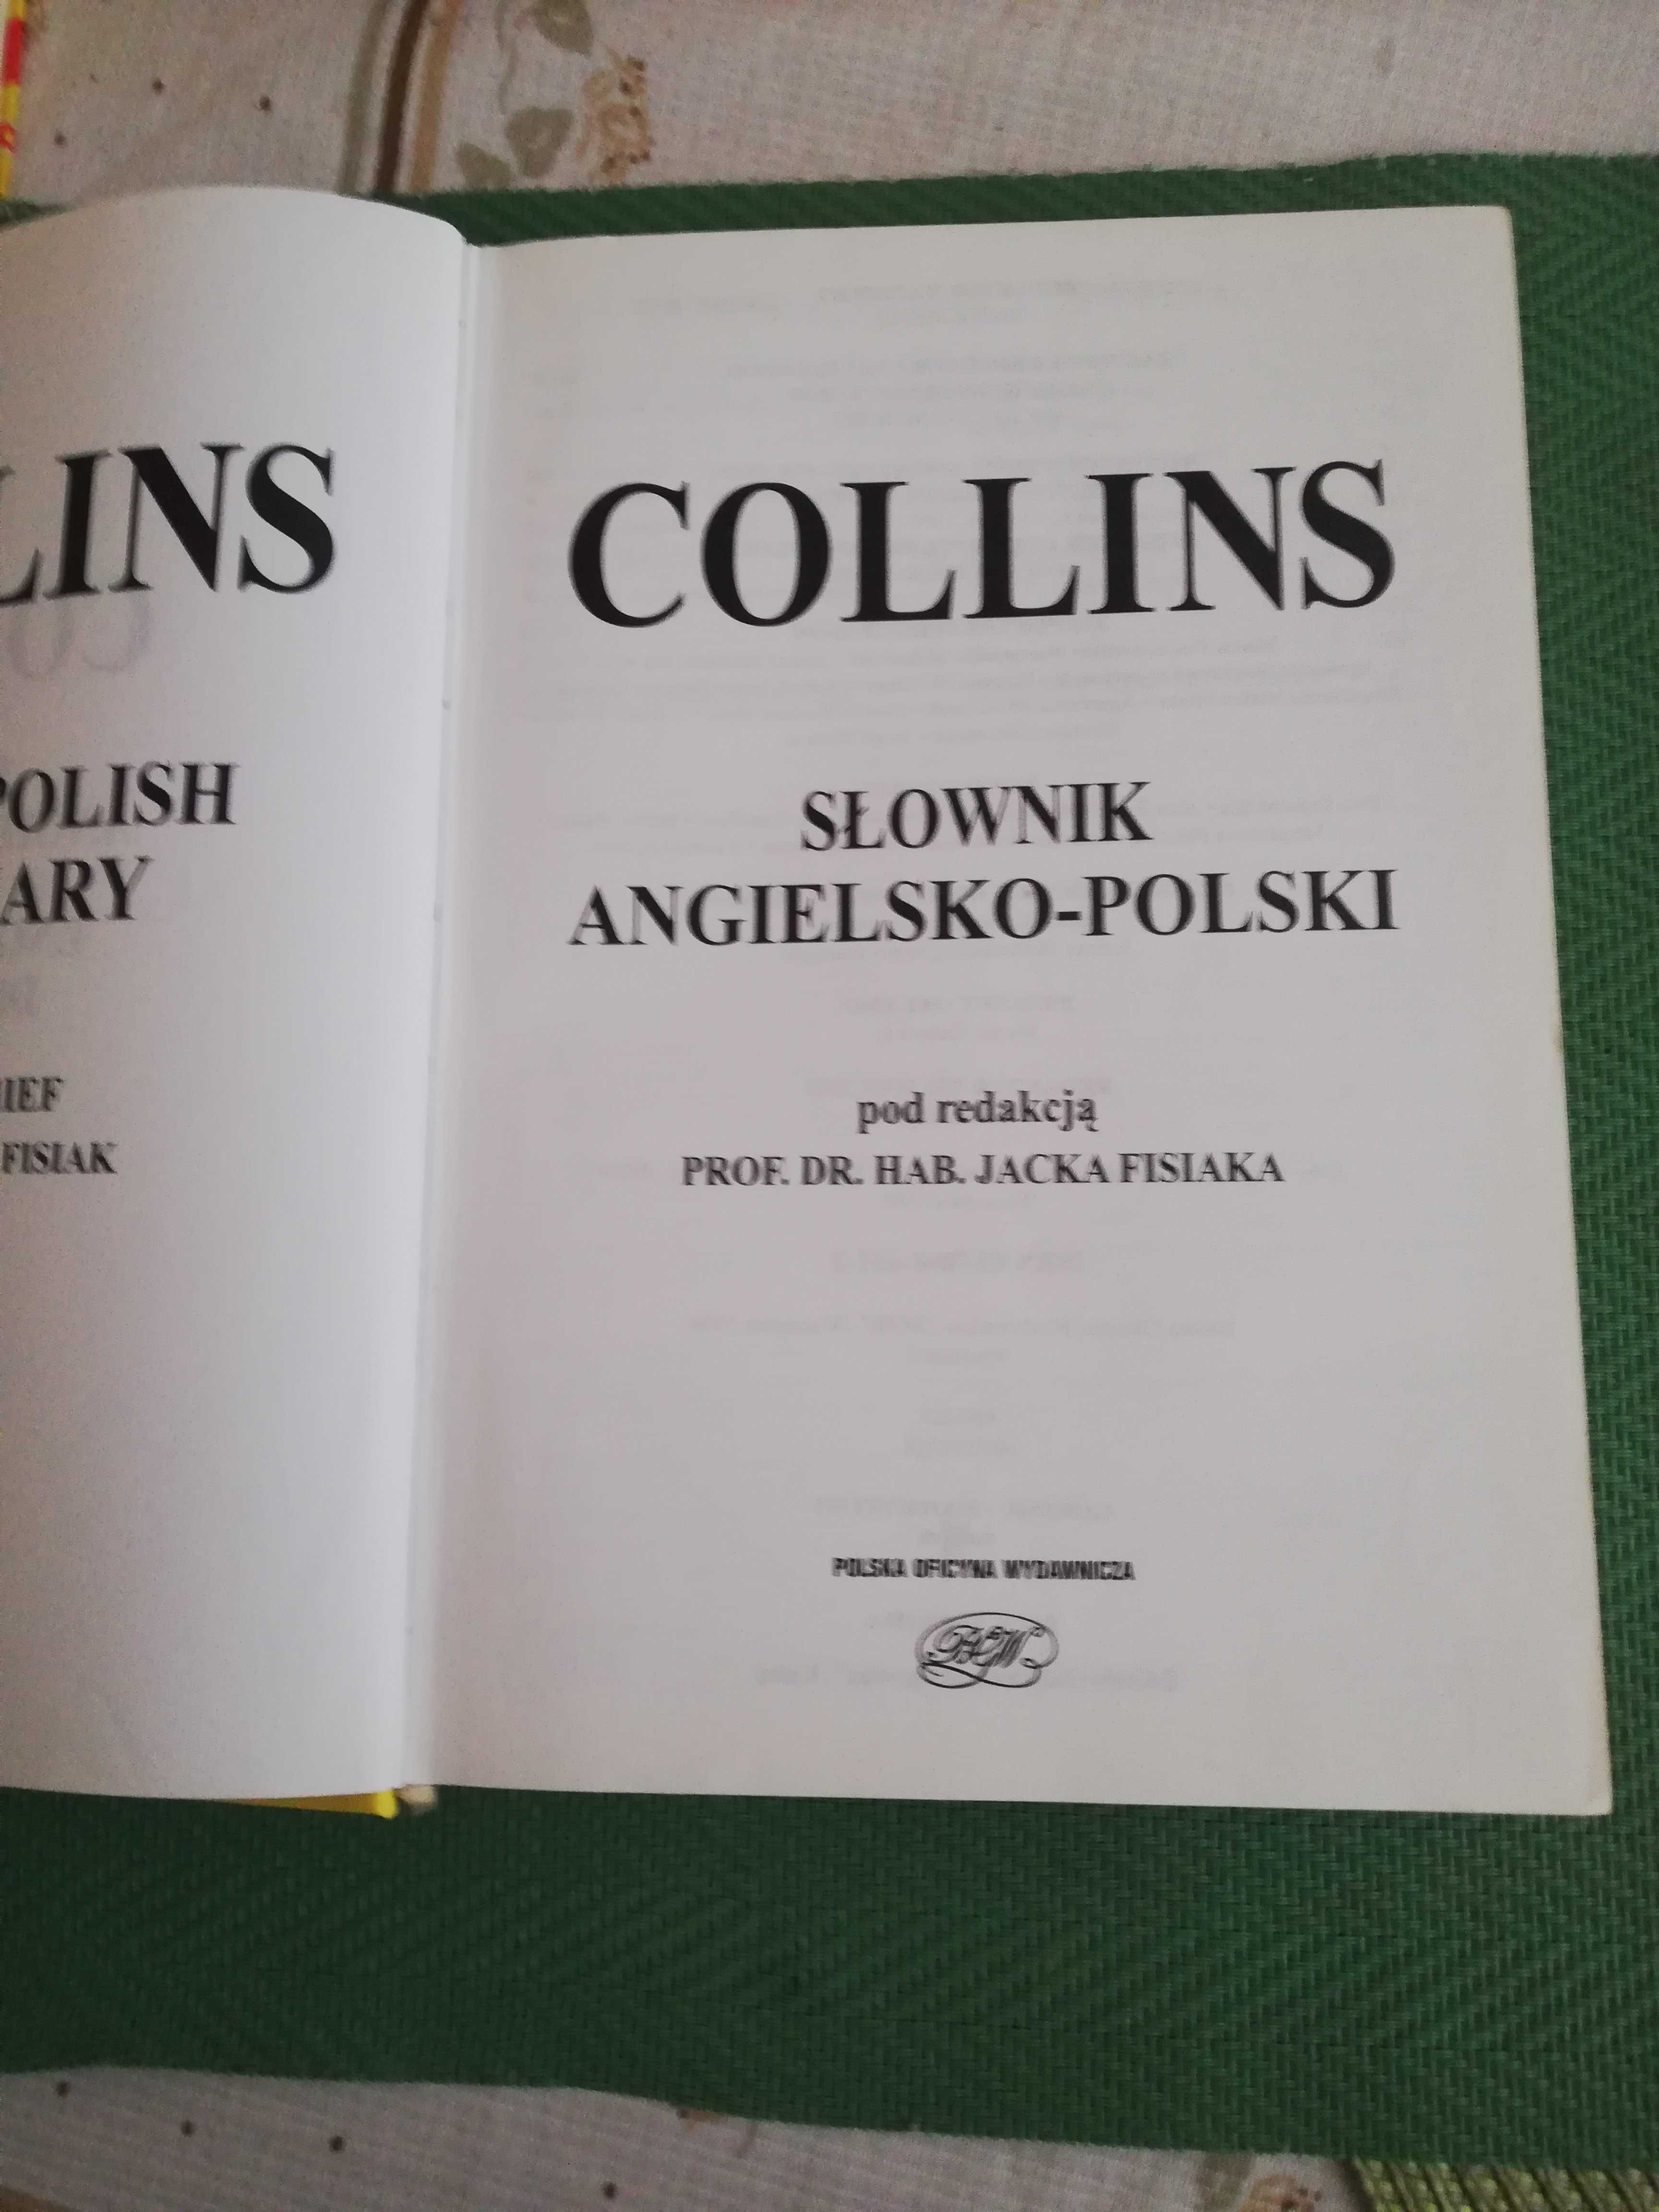 LINS
POLISH
ARY
IEF
FISIAK
COLLINS
SŁOWNIK
ANGIELSKO-POLSKI
pod redakcją
PROF. DR. HAB. JACKA FISIAKA
POLSKA OFICYNA WYDAWNICZA
BGW